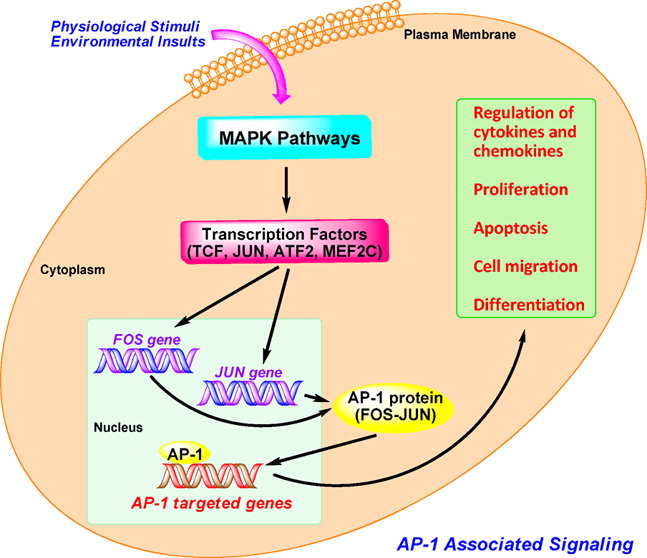 Physiological Stimuli
Environmental Insults
Plasma Membrane
MAPK Pathways
Regulation of
cytokines and
chemokines
Proliferation
Apoptosis
Cell migration
Differentiation
Transcription Factors
(TCF, JUN, ATF2, MEF2C)
Cytoplasm
FOS gene
JUN gene
AP-1 protein
(FOS-JUN)
Nucleus
AP-1
AP-1 targeted genes
AP-1 Associated Signaling